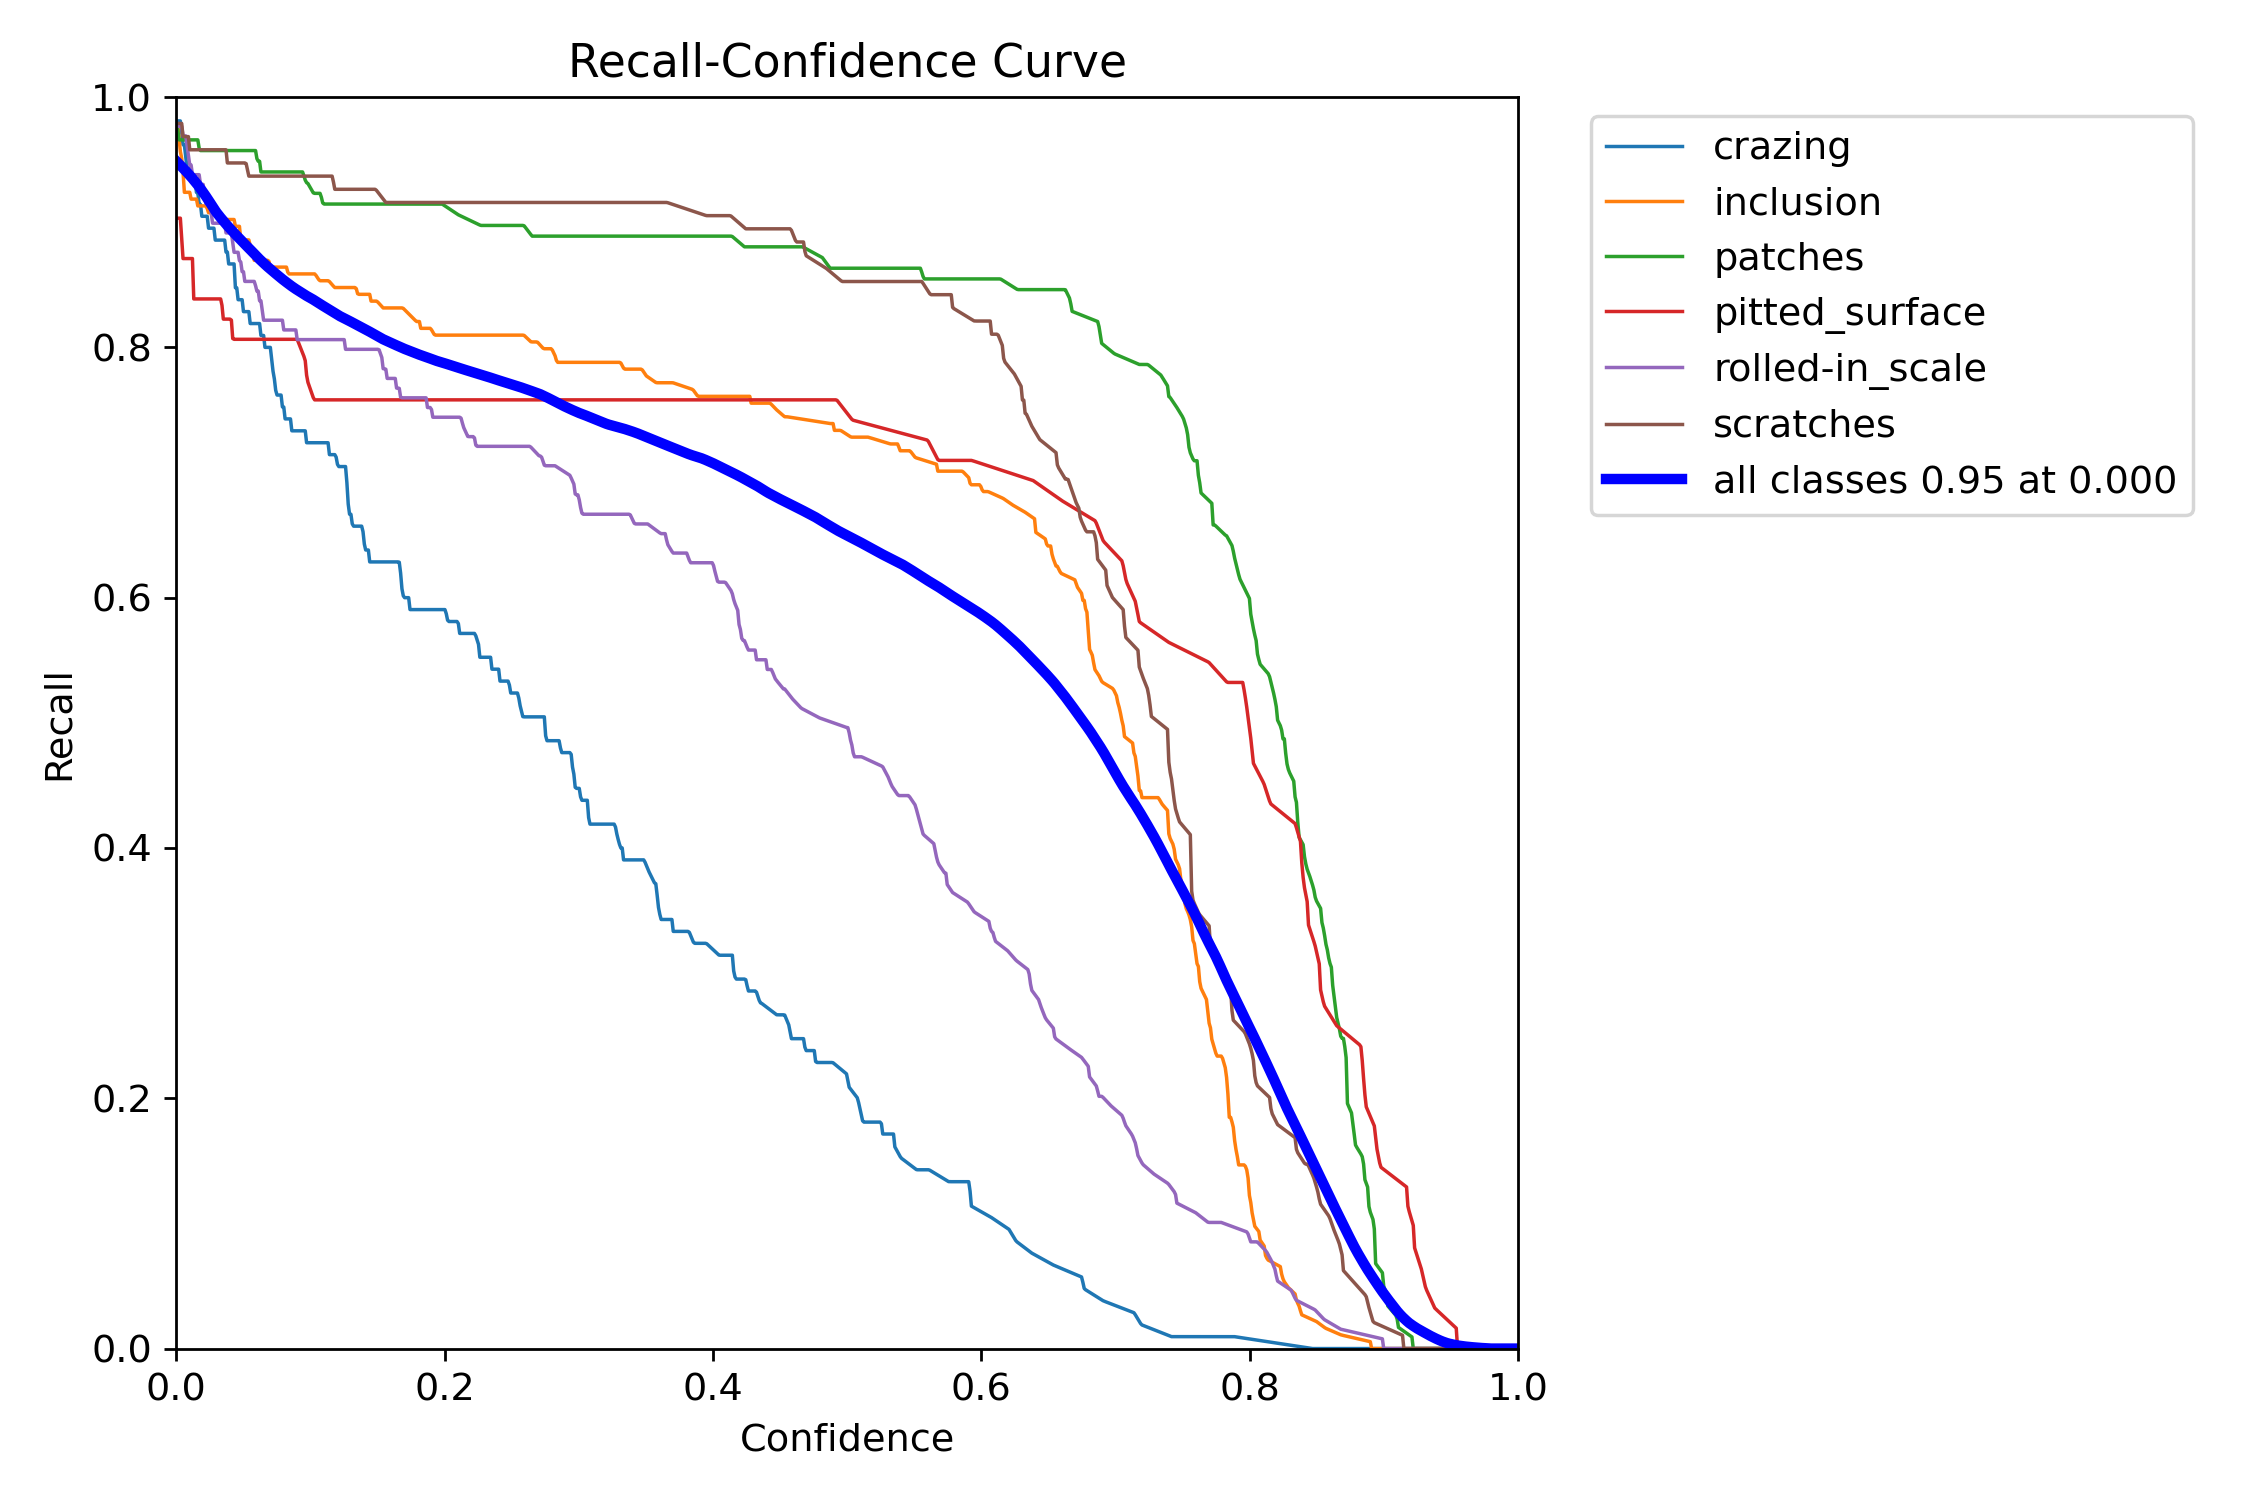 Recall-Confidence Curve
1.0
0.8
0.6
0.4
0.2
0.0
Recall
0.0 0.2 0.4 0.6 0.8 1.0
Confidence
crazing
inclusion
patches
pitted_surface
rolled-in_scale
scratches
all classes 0.95 at 0.000